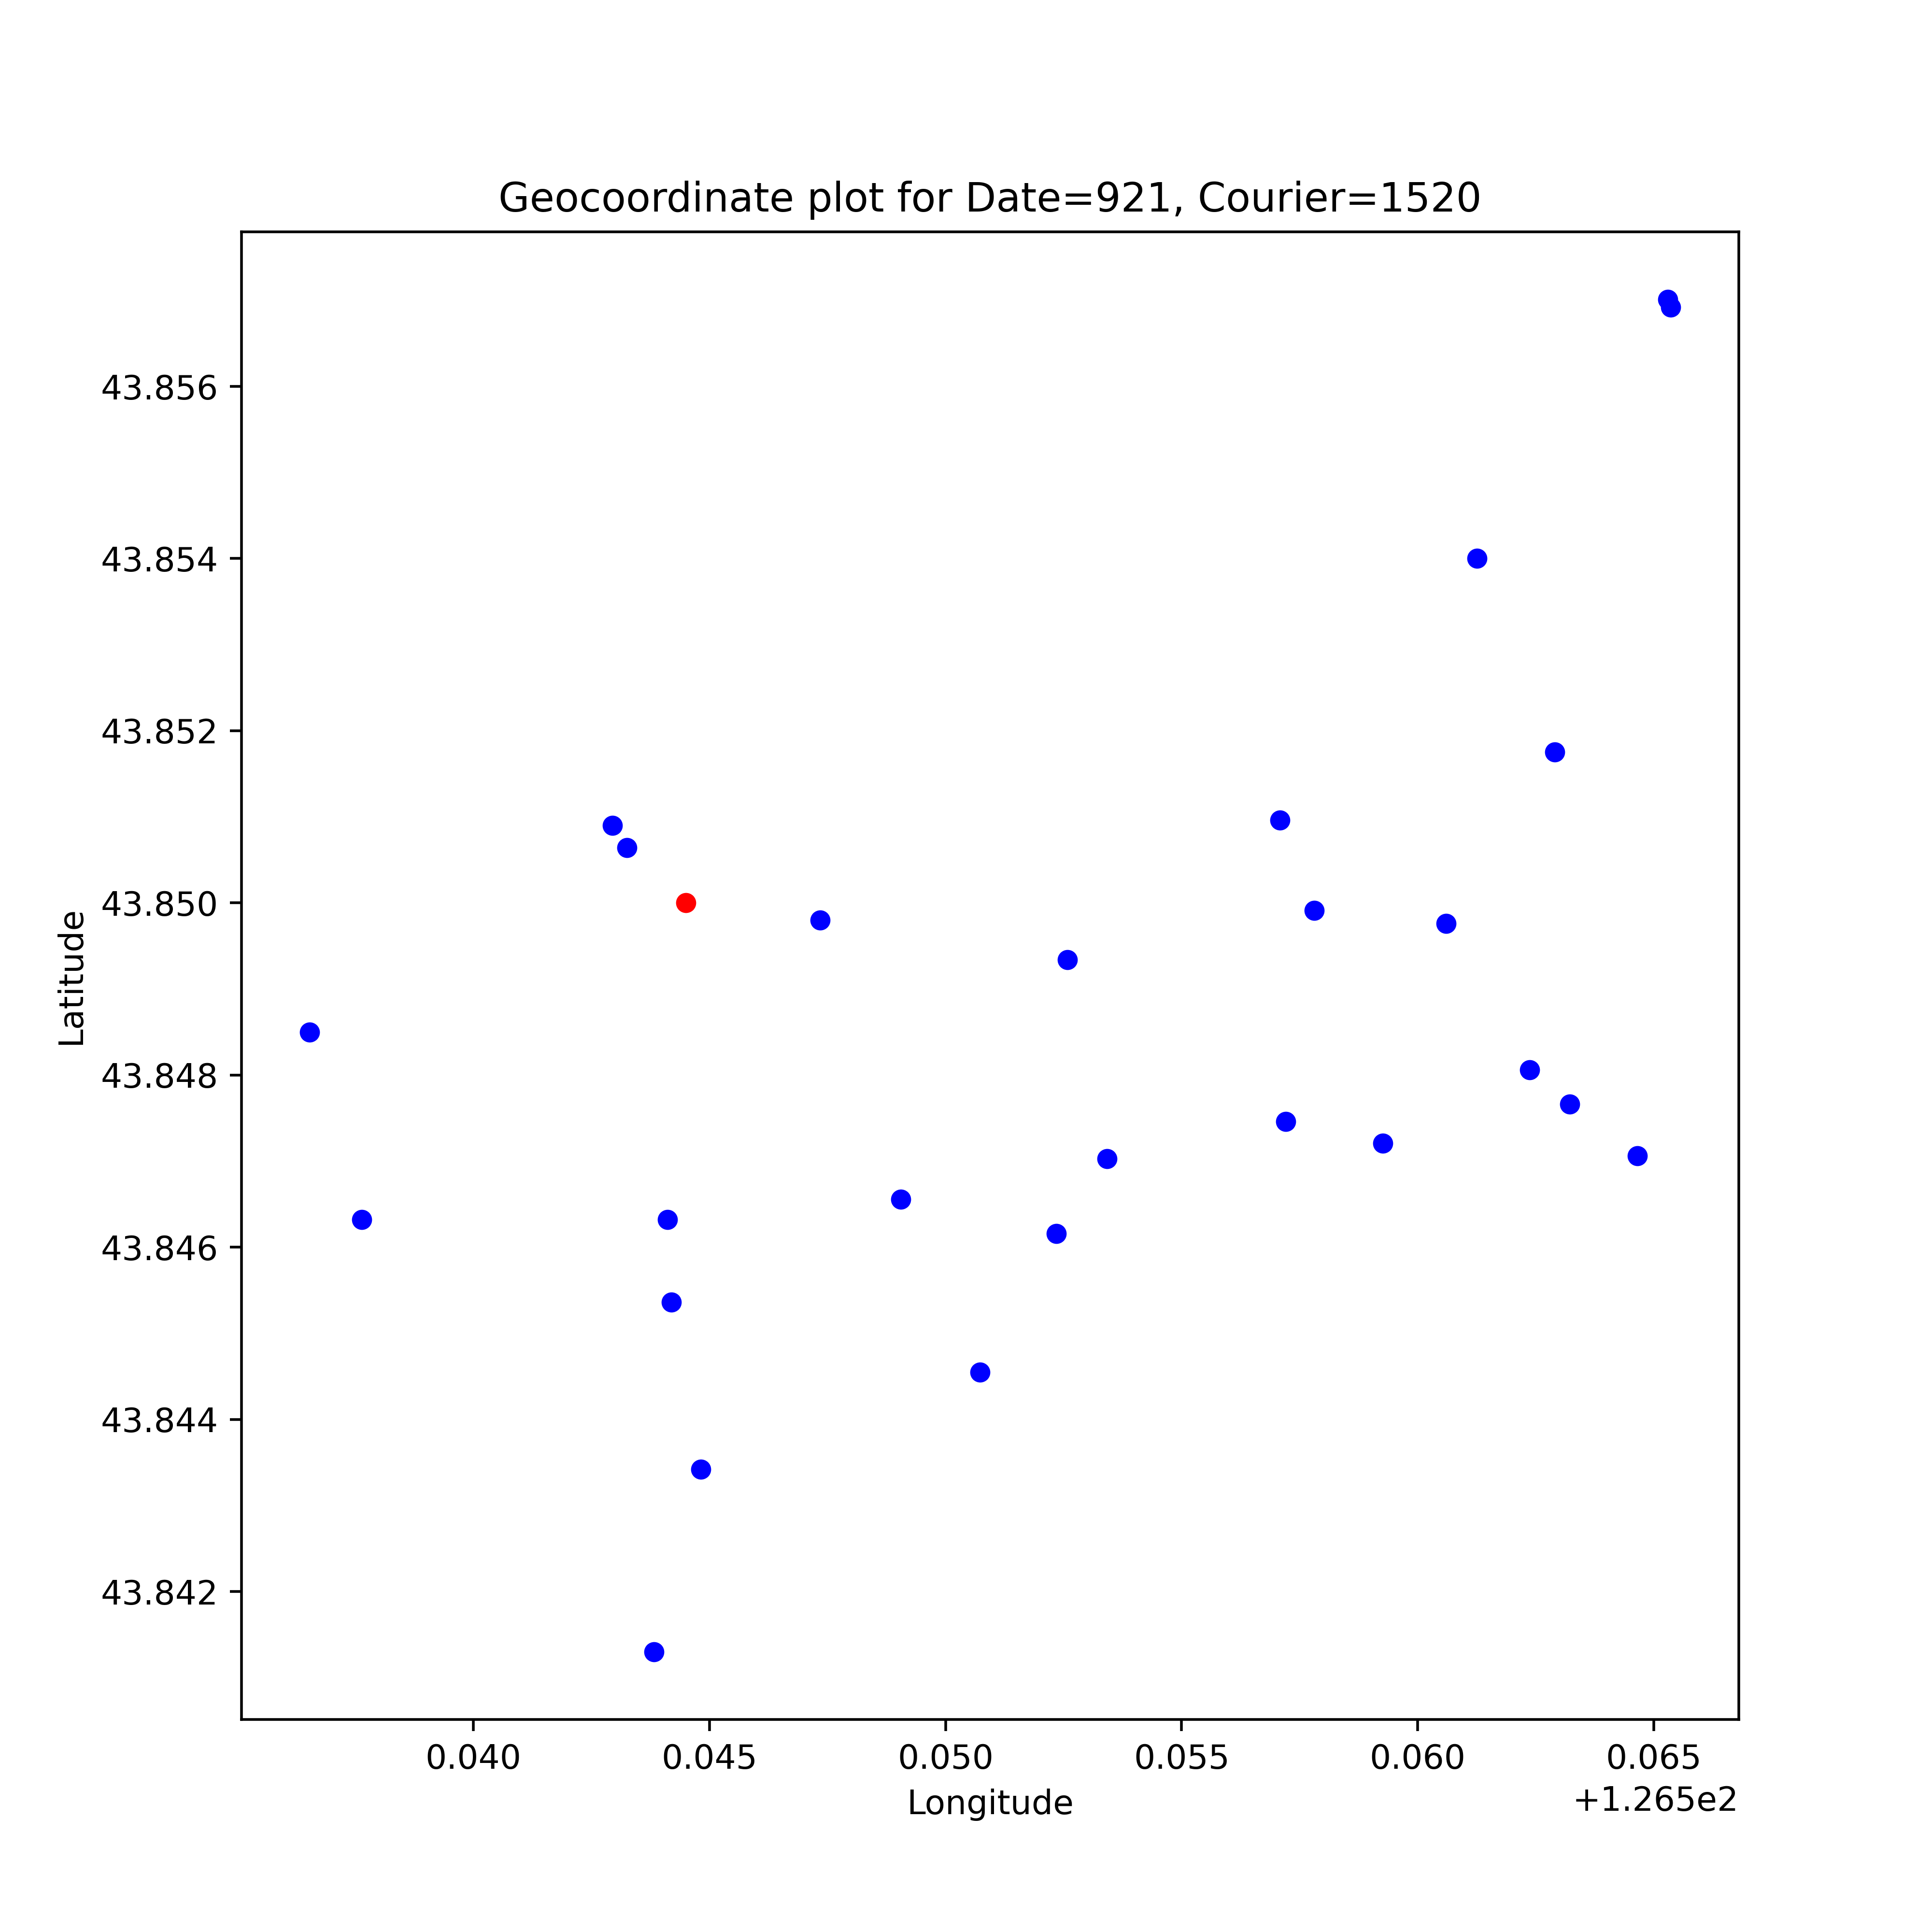 Geocoordinate plot for Date=921, Courier=1520
43.856
43.854
43.852
43.850
43.848
43.846
43.844
43.842
Latitude
0.040 0.045 0.050 0.055 0.060 0.065
+1.265e2
Longitude